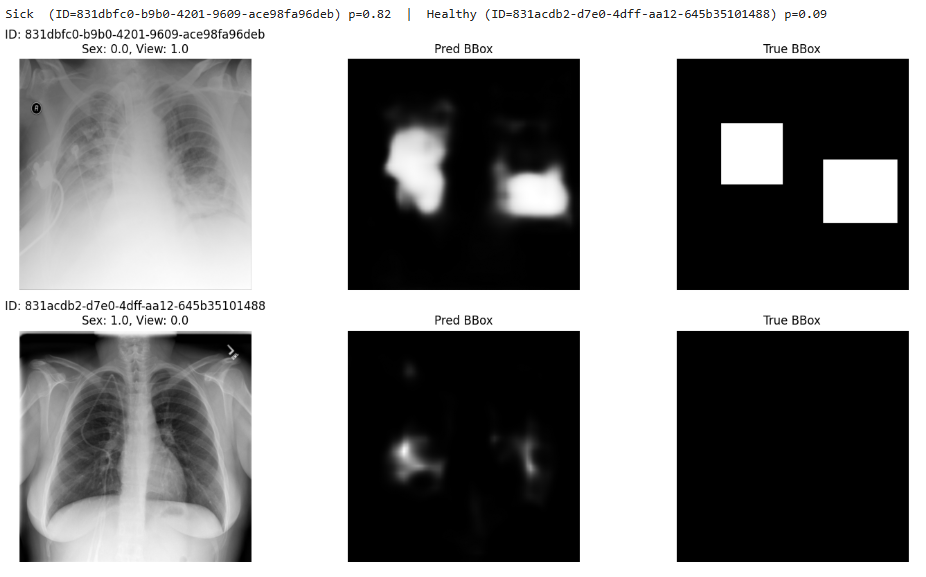 Sick  (ID=831dbfc0-b9b0-4201-9609-ace98fa96deb) p=0.82  |  Healthy (ID=831acdb2-d7e0-4dff-aa12-645b35101488) p=0.09
ID: 831dbfc0-b9b0-4201-9609-ace98fa96deb
Sex: 0.0, View: 1.0
Pred BBox
True BBox
ID: 831acdb2-d7e0-4dff-aa12-645b35101488
Sex: 1.0, View: 0.0
Pred BBox
True BBox